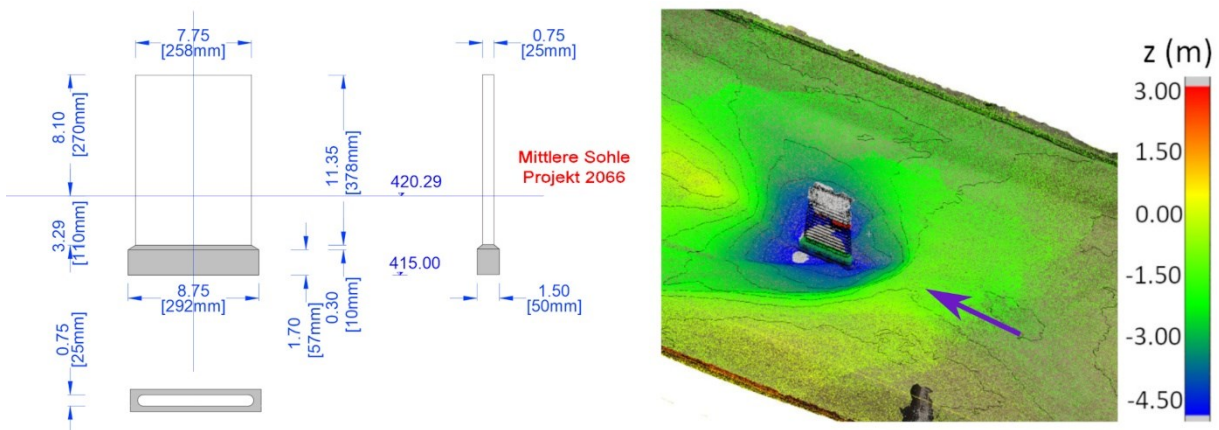 7.75
[258mm]
0.75
[25mm]
8.10
[270mm]
11.35
[378mm]
Mittlere Sohle
Projekt 2066
420.29
3.29
[110mm]
415.00
8.75
[292mm]
1.70
[57mm]
0.30
[10mm]
1.50
[50mm]
0.75
[25mm]
z (m)
3.00
1.50
0.00
-1.50
-3.00
-4.50